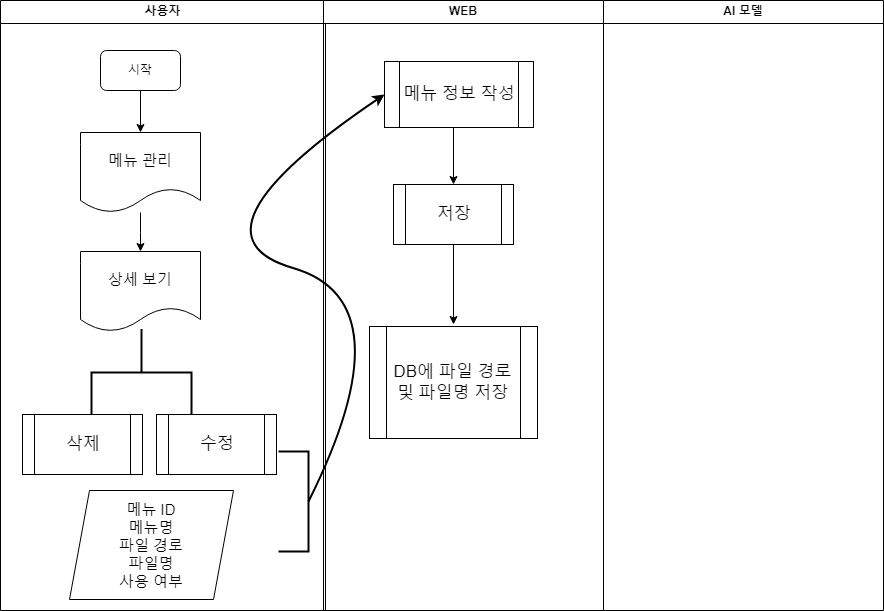 사용자
WEB
AI 모델
시작
메뉴 관리
상세 보기
삭제
수정
메뉴 ID
메뉴명
파일 경로
파일명
사용 여부
메뉴 정보 작성
저장
DB에 파일 경로
및 파일명 저장